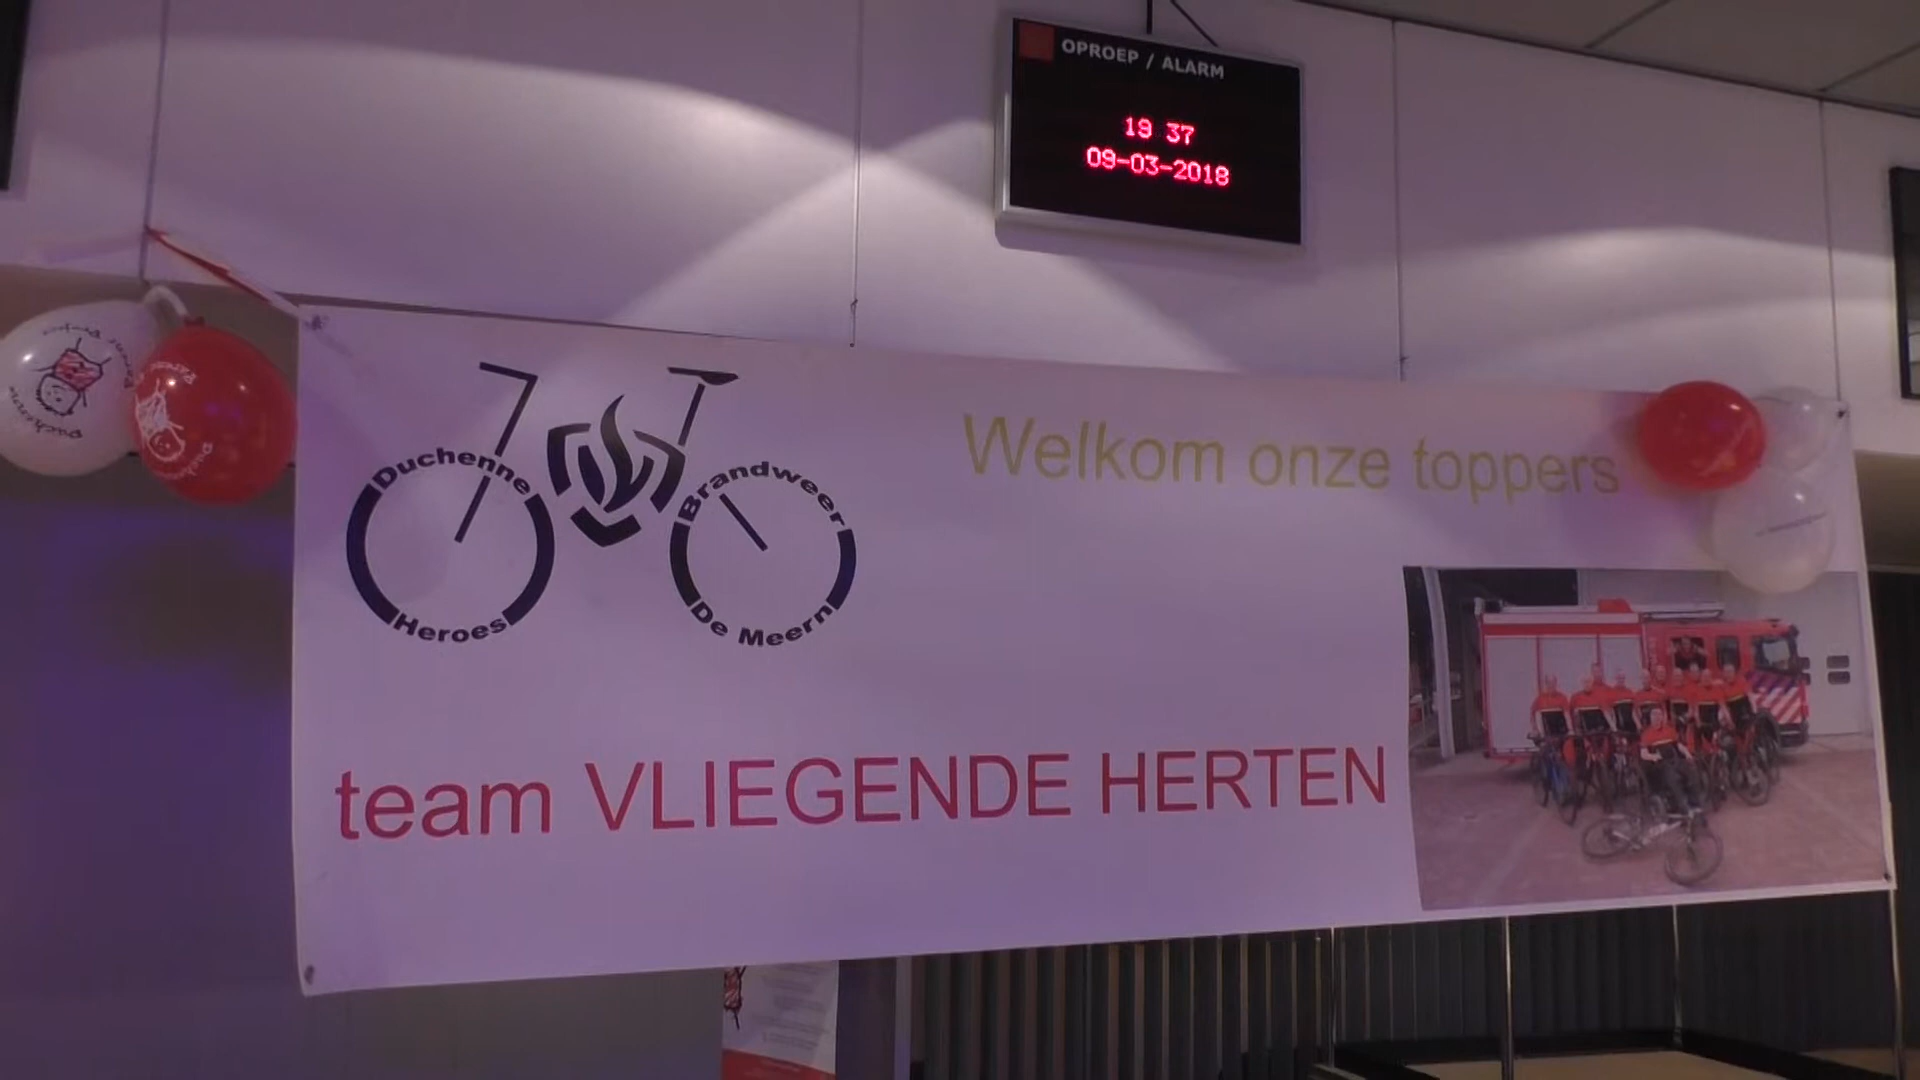 OPROEP / ALARM
19 37
09-03-2018
Welkom onze toppers
Duchenne
Heroes
Brandweer
De Meern
team VLIEGENDE HERTEN